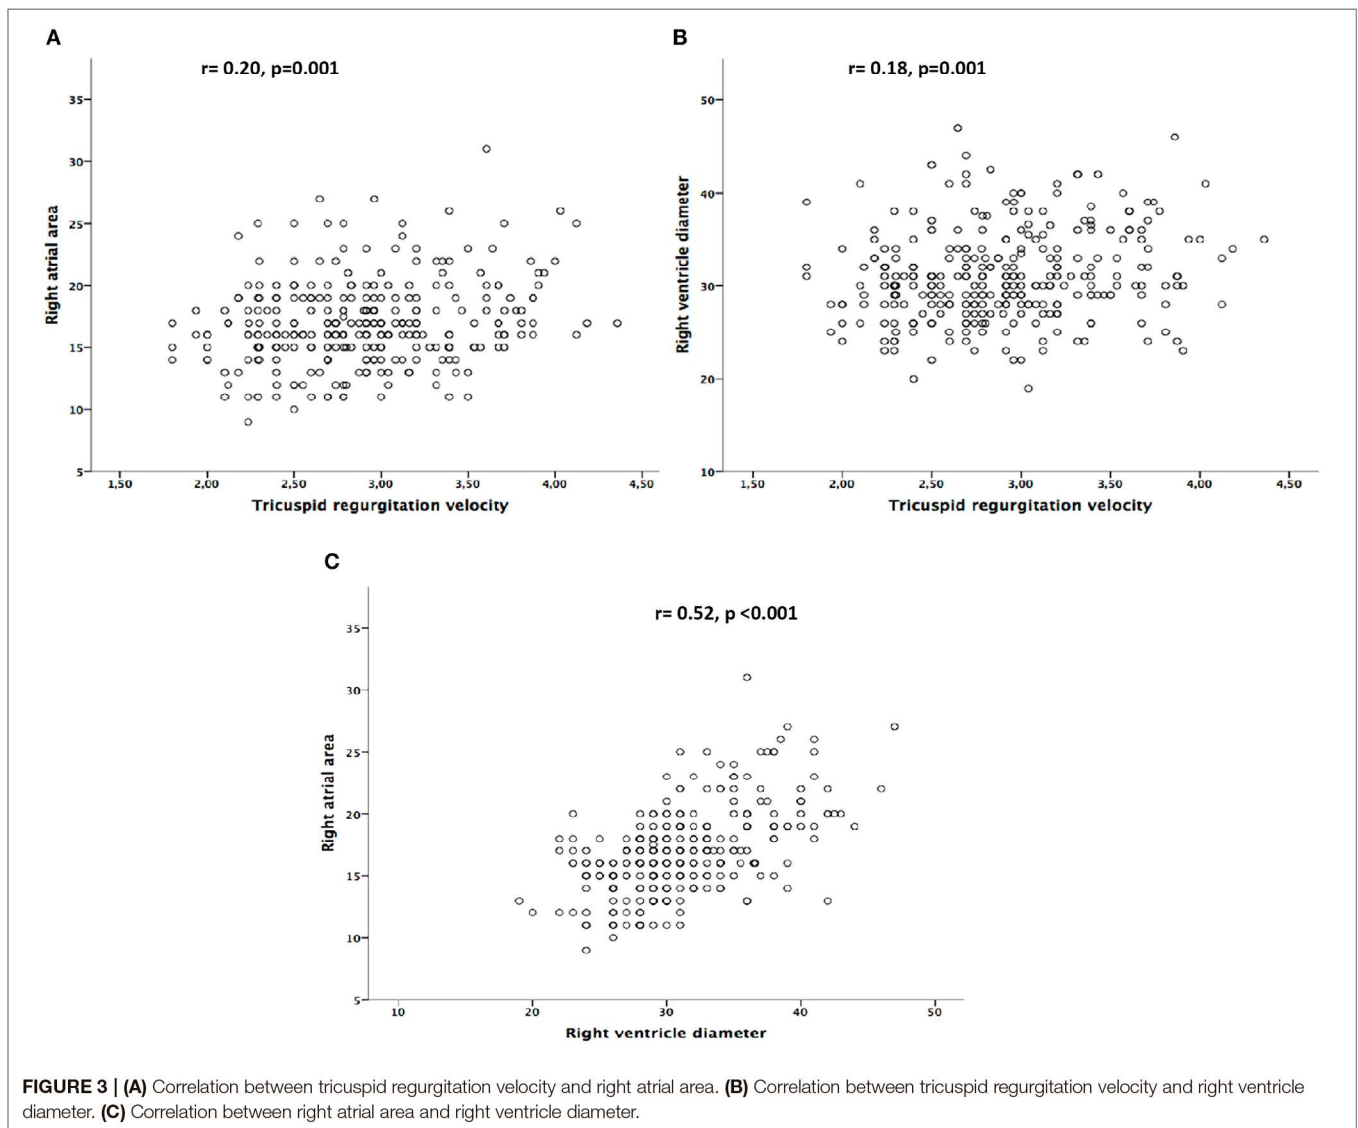 A
r= 0.20, p=0.001
35
30
25
20
15
10
5
Right atrial area
1,50 2,00 2,50 3,00 3,50 4,00 4,50
Tricuspid regurgitation velocity
B
r= 0.18, p=0.001
50
40
30
20
10
Right ventricle diameter
1,50 2,00 2,50 3,00 3,50 4,00 4,50
Tricuspid regurgitation velocity
C
r= 0.52, p <0.001
35
30
25
20
15
10
5
Right atrial area
10 20 30 40 50
Right ventricle diameter
FIGURE 3 | (A) Correlation between tricuspid regurgitation velocity and right atrial area. (B) Correlation between tricuspid regurgitation velocity and right ventricle
diameter. (C) Correlation between right atrial area and right ventricle diameter.